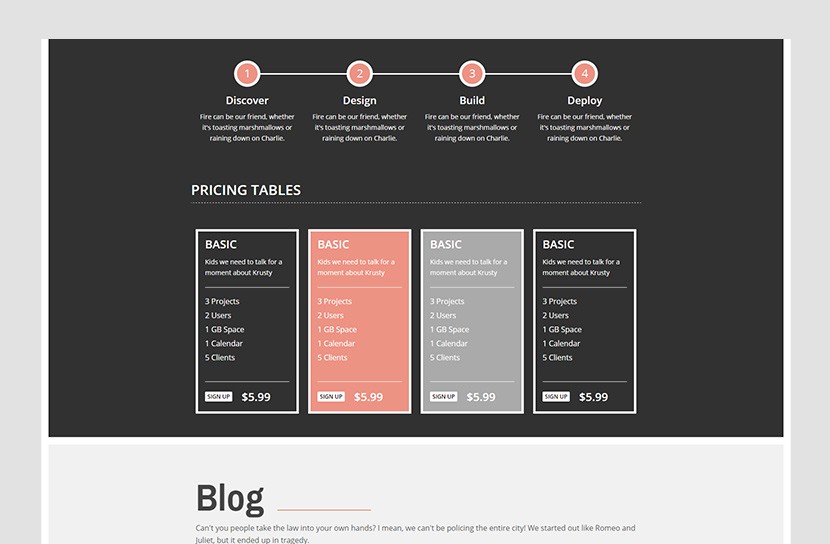 1
2
3
4
Discover
Design
Build
Deploy
Fire can be our friend, whether
it's toasting marshmallows or
raining down on Charlie.
Fire can be our friend, whether
it's toasting marshmallows or
raining down on Charlie.
Fire can be our friend, whether
it's toasting marshmallows or
raining down on Charlie.
Fire can be our friend, whether
it's toasting marshmallows or
raining down on Charlie.
PRICING TABLES
BASIC
Kids we need to talk for a
moment about Krusty
3 Projects
2 Users
1 GB Space
1 Calendar
5 Clients
SIGN UP $5.99
BASIC
Kids we need to talk for a
moment about Krusty
3 Projects
2 Users
1 GB Space
1 Calendar
5 Clients
SIGN UP $5.99
BASIC
Kids we need to talk for a
moment about Krusty
3 Projects
2 Users
1 GB Space
1 Calendar
5 Clients
SIGN UP $5.99
BASIC
Kids we need to talk for a
moment about Krusty
3 Projects
2 Users
1 GB Space
1 Calendar
5 Clients
SIGN UP $5.99
Blog
Can't you people take the law into your own hands? I mean, we can't be policing the entire city! We started out like Romeo and
Juliet, but it ended up in tragedy.